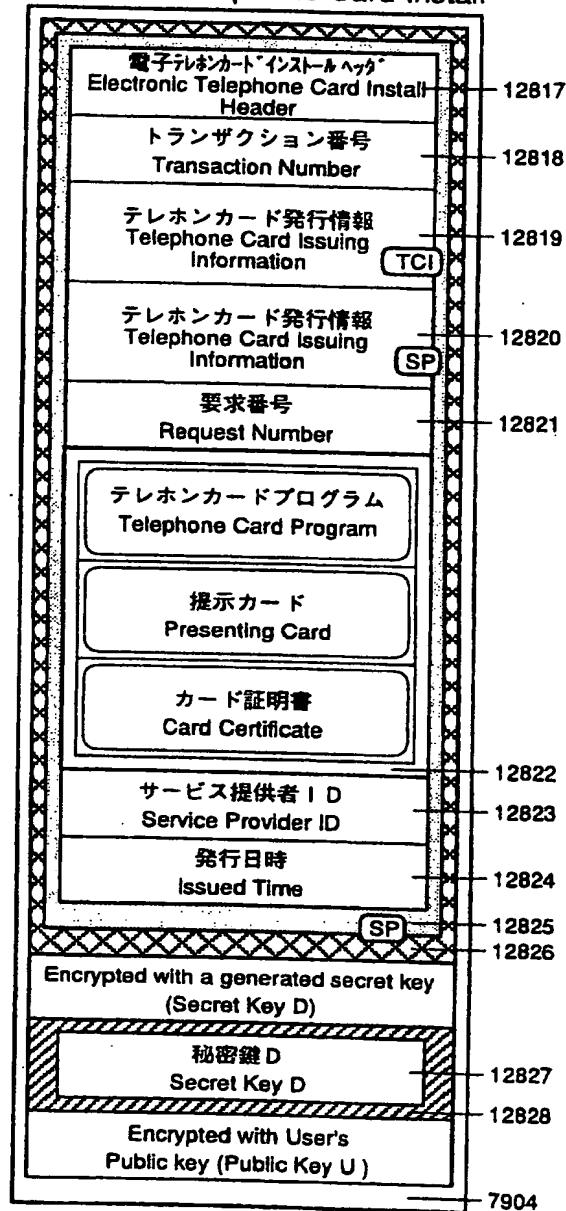 電子テレホンカード インストール ヘッダ
Electronic Telephone Card Install
Header
12817
トランザクション番号
Transaction Number
12818
テレホンカード発行情報
Telephone Card Issuing
Information
TCI
12819
テレホンカード発行情報
Telephone Card Issuing
Information
SP
12820
要求番号
Request Number
12821
テレホンカードプログラム
Telephone Card Program
提示カード
Presenting Card
カード証明書
Card Certificate
12822
サービス提供者ID
Service Provider ID
12823
発行日時
Issued Time
12824
SP
12825
12826
Encrypted with a generated secret key
(Secret Key D)
秘密鍵D
Secret Key D
12827
12828
Encrypted with User's
Public key (Public Key U )
7904